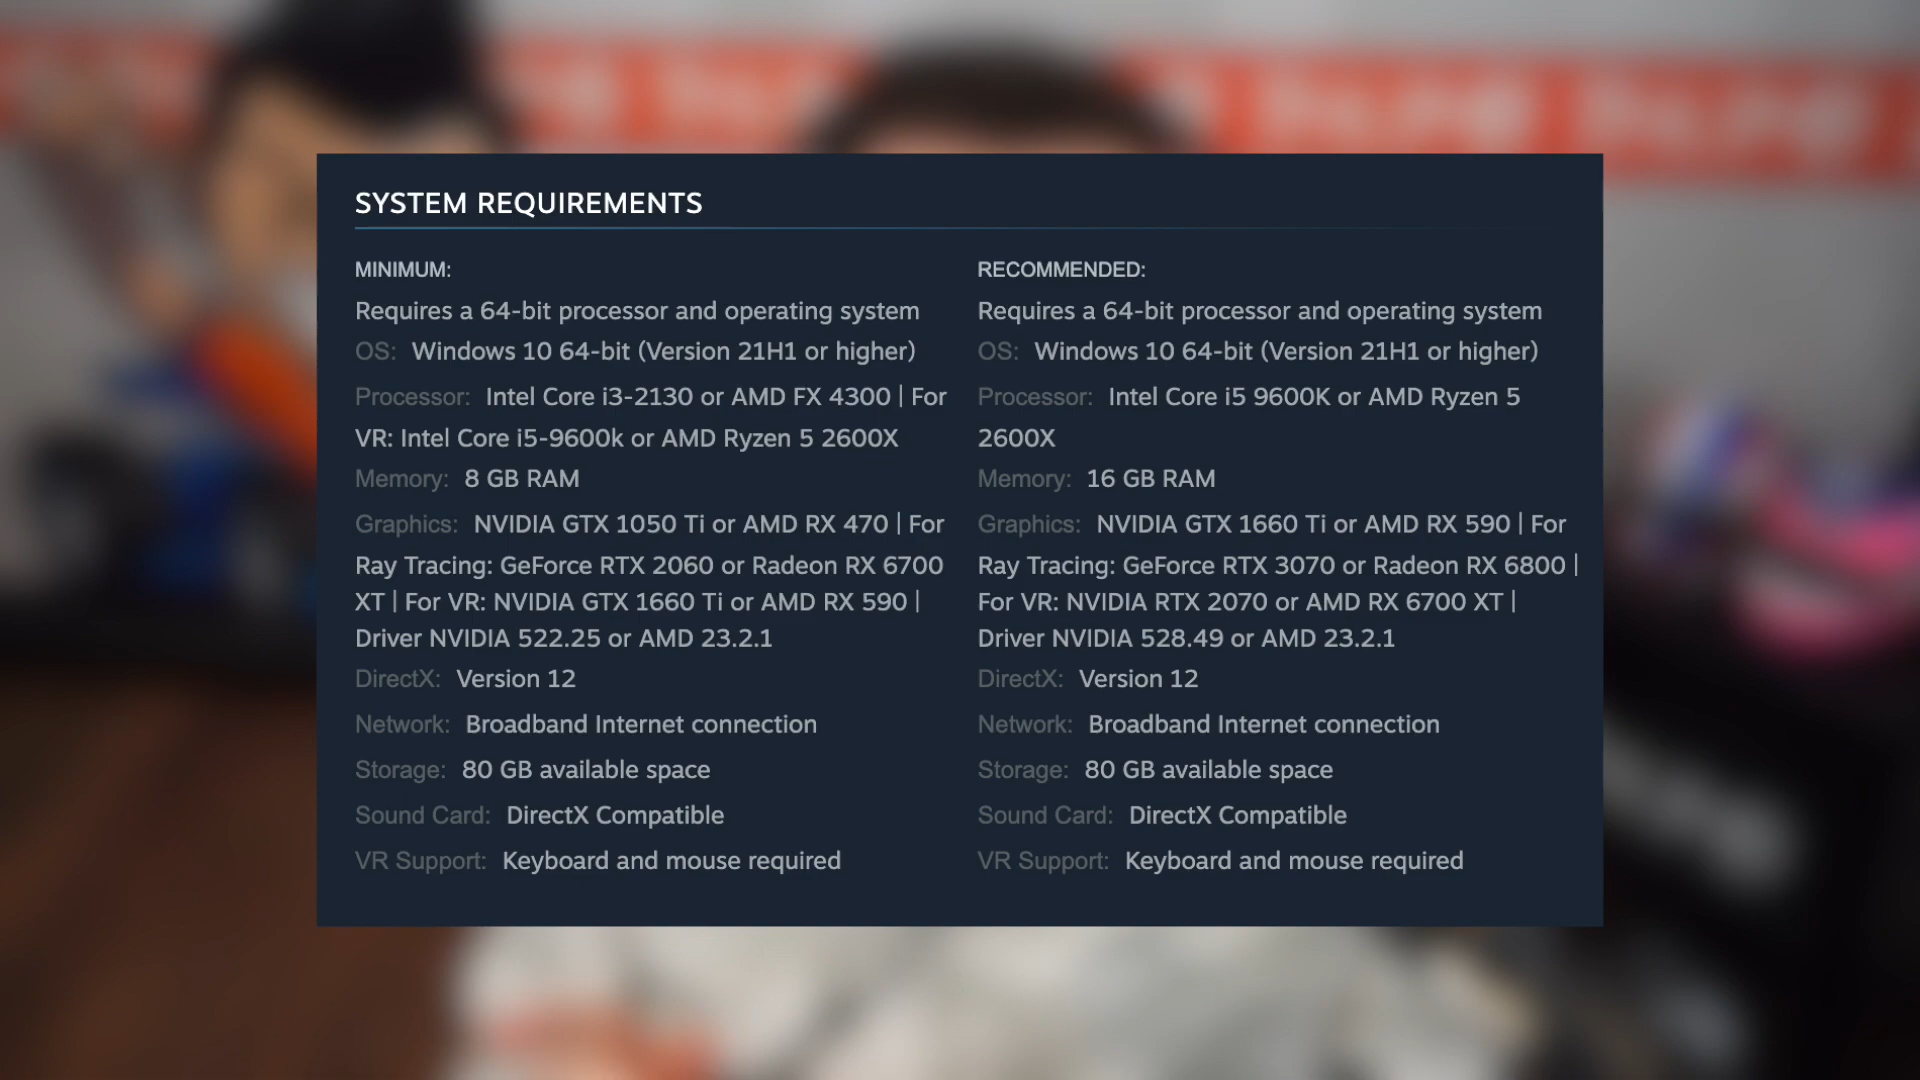 SYSTEM REQUIREMENTS
MINIMUM:
Requires a 64-bit processor and operating system
OS: Windows 10 64-bit (Version 21H1 or higher)
Processor: Intel Core i3-2130 or AMD FX 4300 | For
VR: Intel Core i5-9600k or AMD Ryzen 5 2600X
Memory: 8 GB RAM
Graphics: NVIDIA GTX 1050 Ti or AMD RX 470 | For
Ray Tracing: GeForce RTX 2060 or Radeon RX 6700
XT | For VR: NVIDIA GTX 1660 Ti or AMD RX 590 |
Driver NVIDIA 522.25 or AMD 23.2.1
DirectX: Version 12
Network: Broadband Internet connection
Storage: 80 GB available space
Sound Card: DirectX Compatible
VR Support: Keyboard and mouse required
RECOMMENDED:
Requires a 64-bit processor and operating system
OS: Windows 10 64-bit (Version 21H1 or higher)
Processor: Intel Core i5 9600K or AMD Ryzen 5
2600X
Memory: 16 GB RAM
Graphics: NVIDIA GTX 1660 Ti or AMD RX 590 | For
Ray Tracing: GeForce RTX 3070 or Radeon RX 6800 |
For VR: NVIDIA RTX 2070 or AMD RX 6700 XT |
Driver NVIDIA 528.49 or AMD 23.2.1
DirectX: Version 12
Network: Broadband Internet connection
Storage: 80 GB available space
Sound Card: DirectX Compatible
VR Support: Keyboard and mouse required